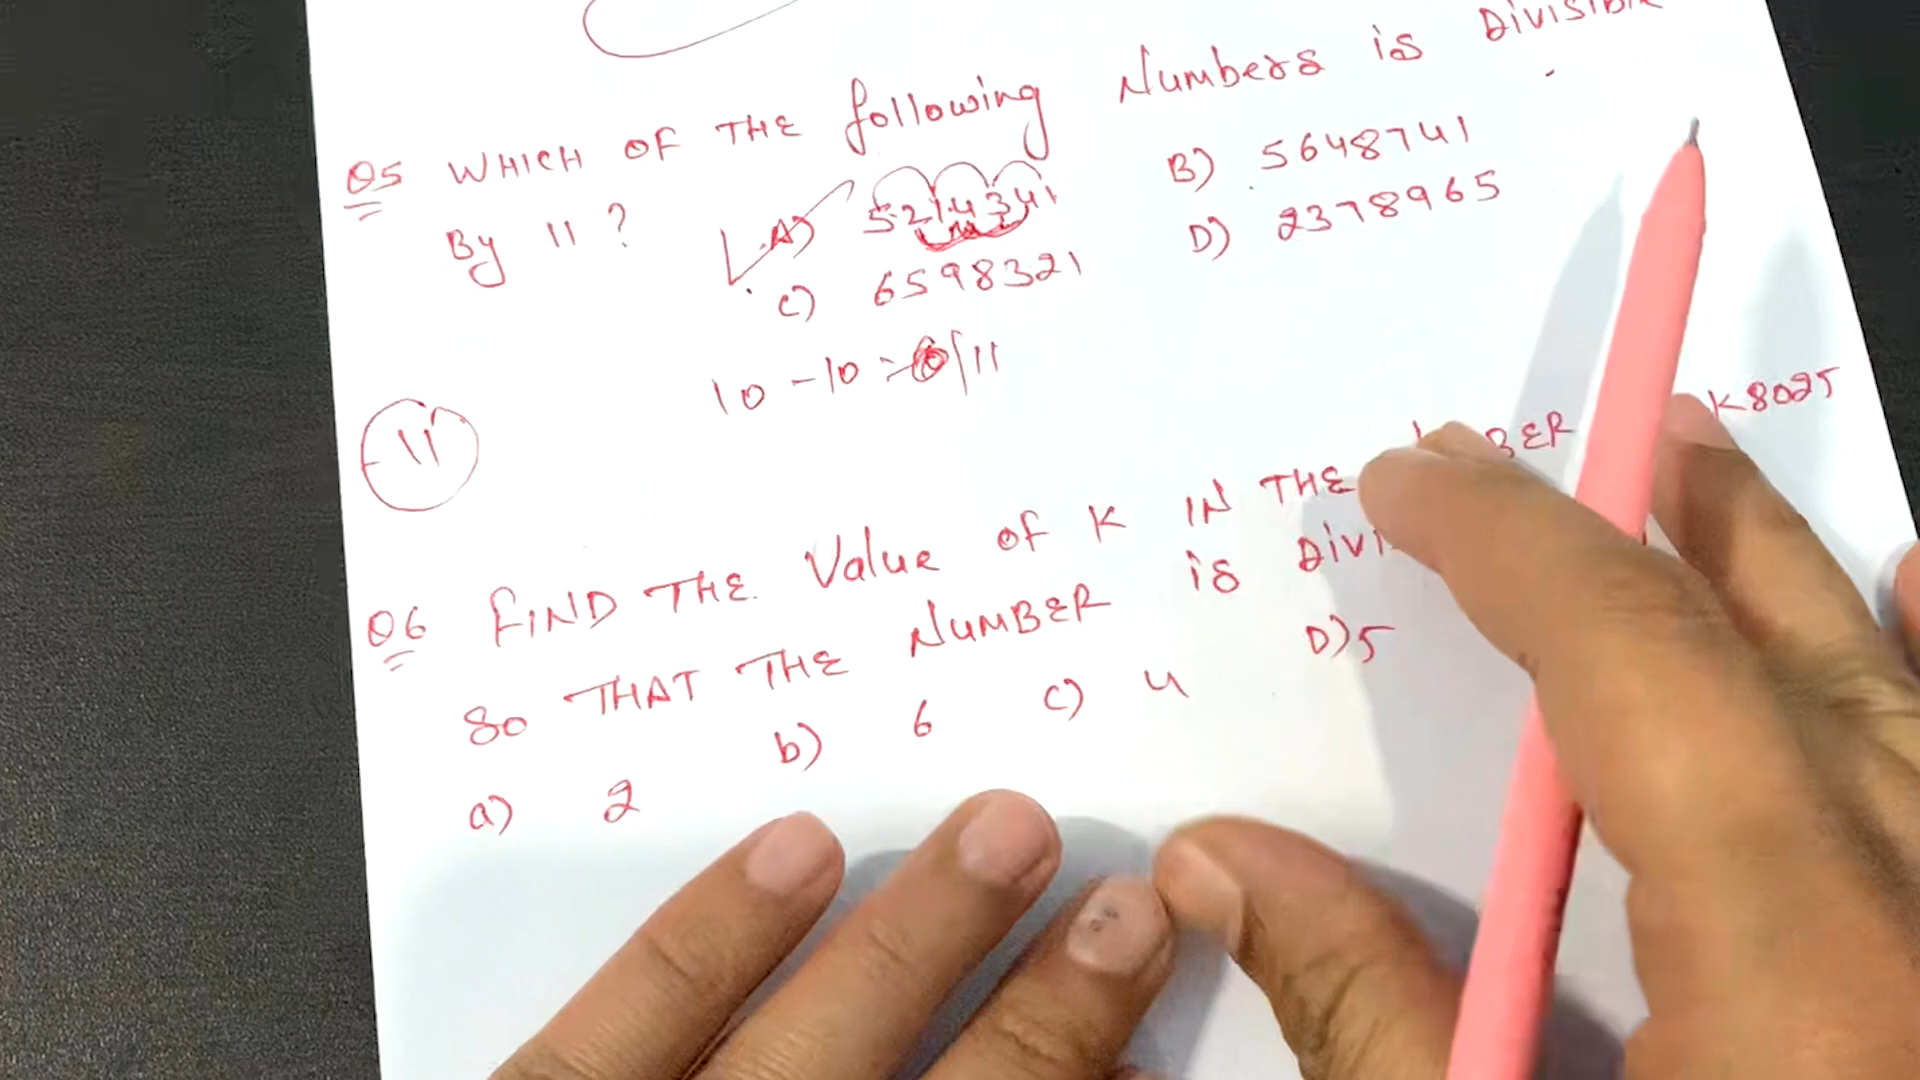 Q5 WHICH OF THE following Numbers is Divisible
By 11 ?
A) 5214341 B) 5648741
C) 6598321 D) 2378965
10 - 10 = 0/11
11
Q6 FIND THE Value Of K IN THE K8025
SO THAT THE NUMBER is
a) 2 b) 6 c) 4 D) 5